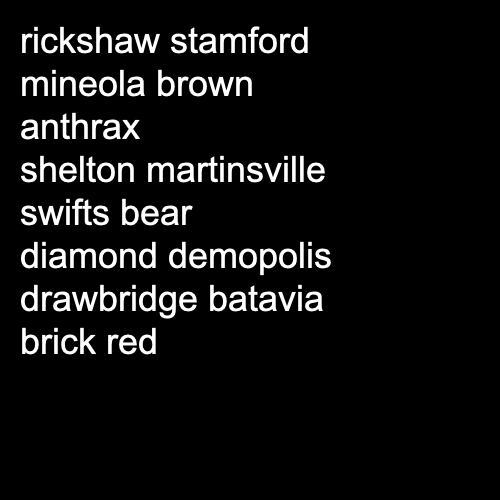 rickshaw stamford
mineola brown
anthrax
shelton martinsville
swifts bear
diamond demopolis
drawbridge batavia
brick red